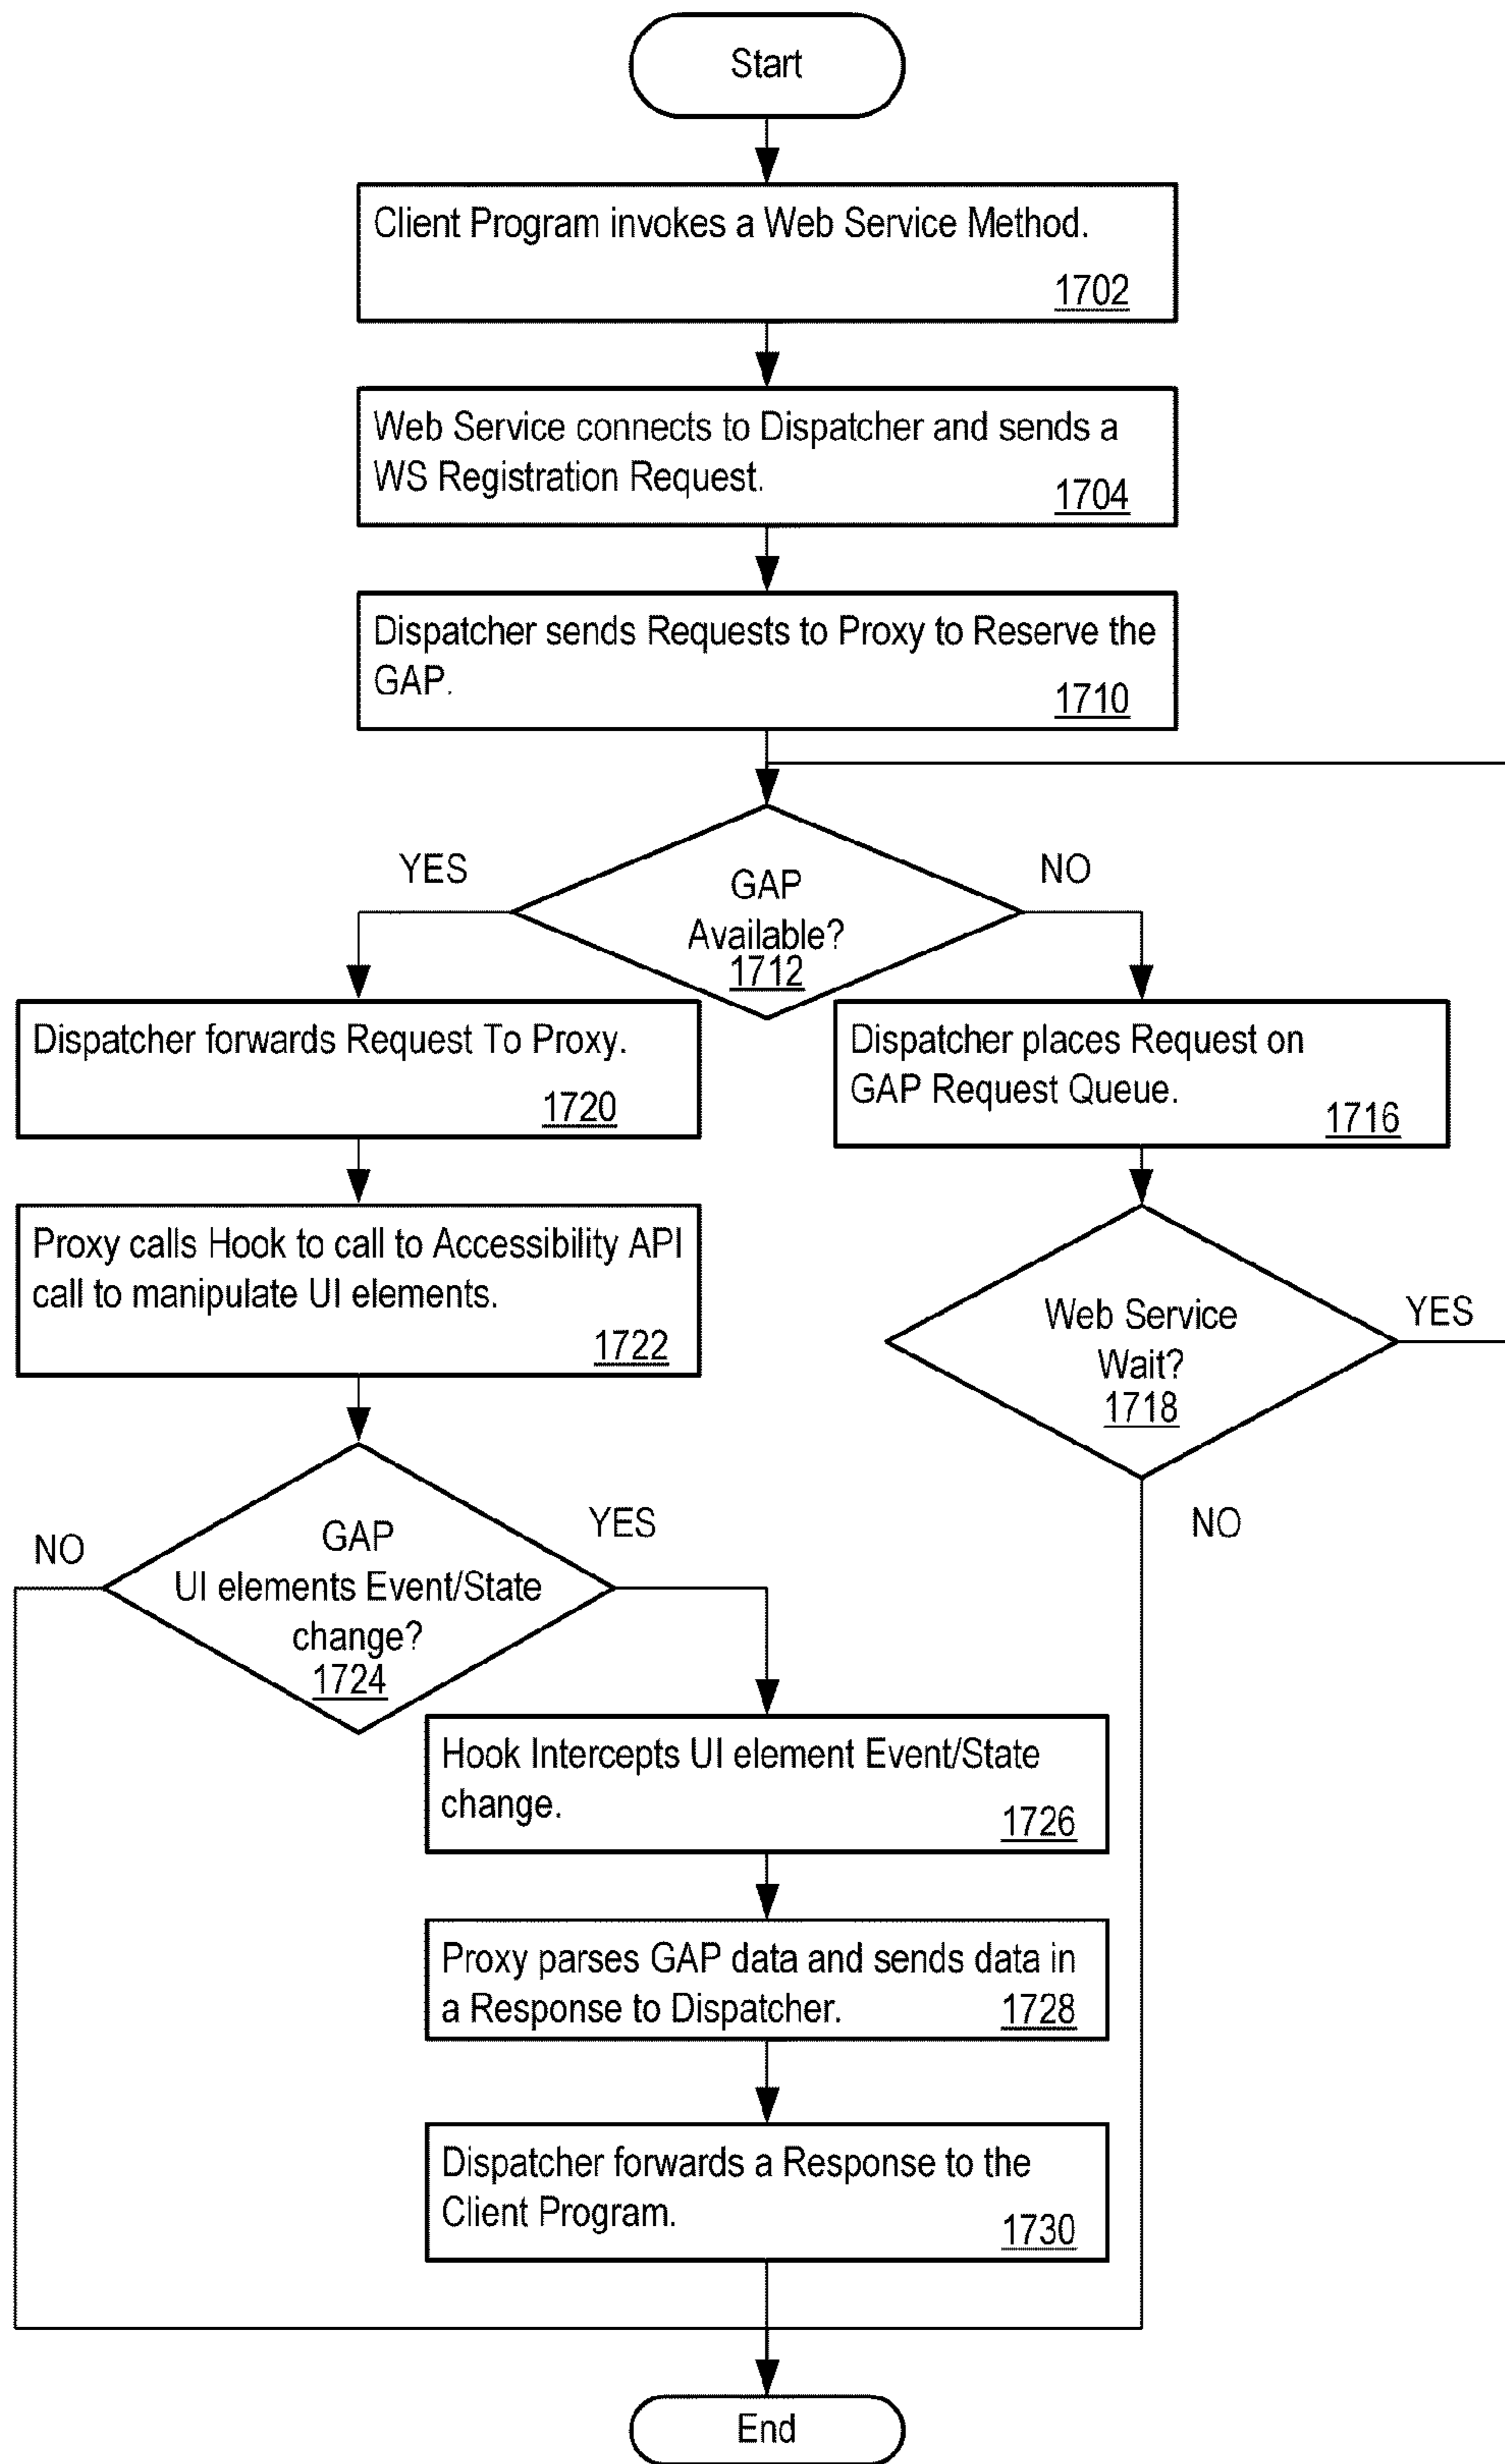 Start
Client Program invokes a Web Service Method.
1702
Web Service connects to Dispatcher and sends a
WS Registration Request.
1704
Dispatcher sends Requests to Proxy to Reserve the
GAP.
1710
YES
NO
GAP
Available?
1712
Dispatcher forwards Request To Proxy.
1720
Dispatcher places Request on
GAP Request Queue.
1716
Proxy calls Hook to call to Accessibility API
call to manipulate UI elements.
1722
Web Service
Wait?
1718
YES
NO
NO
GAP
UI elements Event/State
change?
1724
YES
Hook Intercepts UI element Event/State
change.
1726
Proxy parses GAP data and sends data in
a Response to Dispatcher.
1728
Dispatcher forwards a Response to the
Client Program.
1730
End